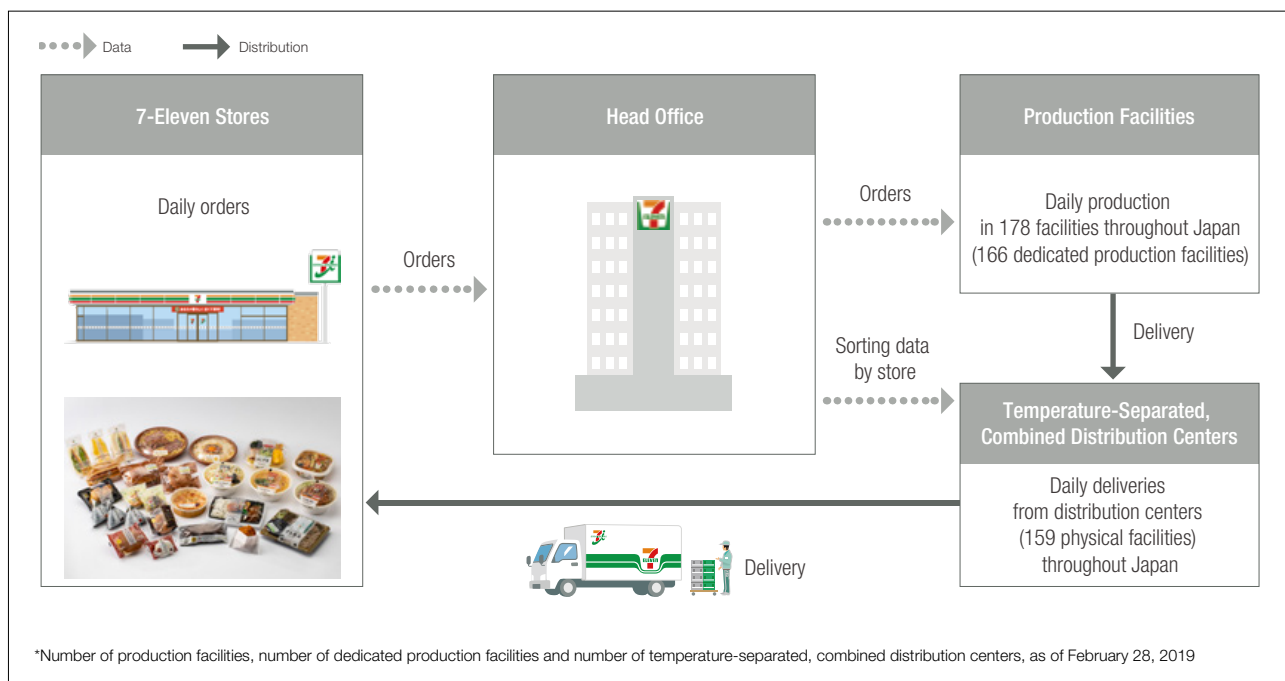 Data
Distribution
7-Eleven Stores
Daily orders
Orders
Head Office
Orders
Sorting data
by store
Production Facilities
Daily production
in 178 facilities throughout Japan
(166 dedicated production facilities)
Delivery
Temperature-Separated,
Combined Distribution Centers
Daily deliveries
from distribution centers
(159 physical facilities)
throughout Japan
ELEVEN
Delivery
*Number of production facilities, number of dedicated production facilities and number of temperature-separated, combined distribution centers, as of February 28, 2019